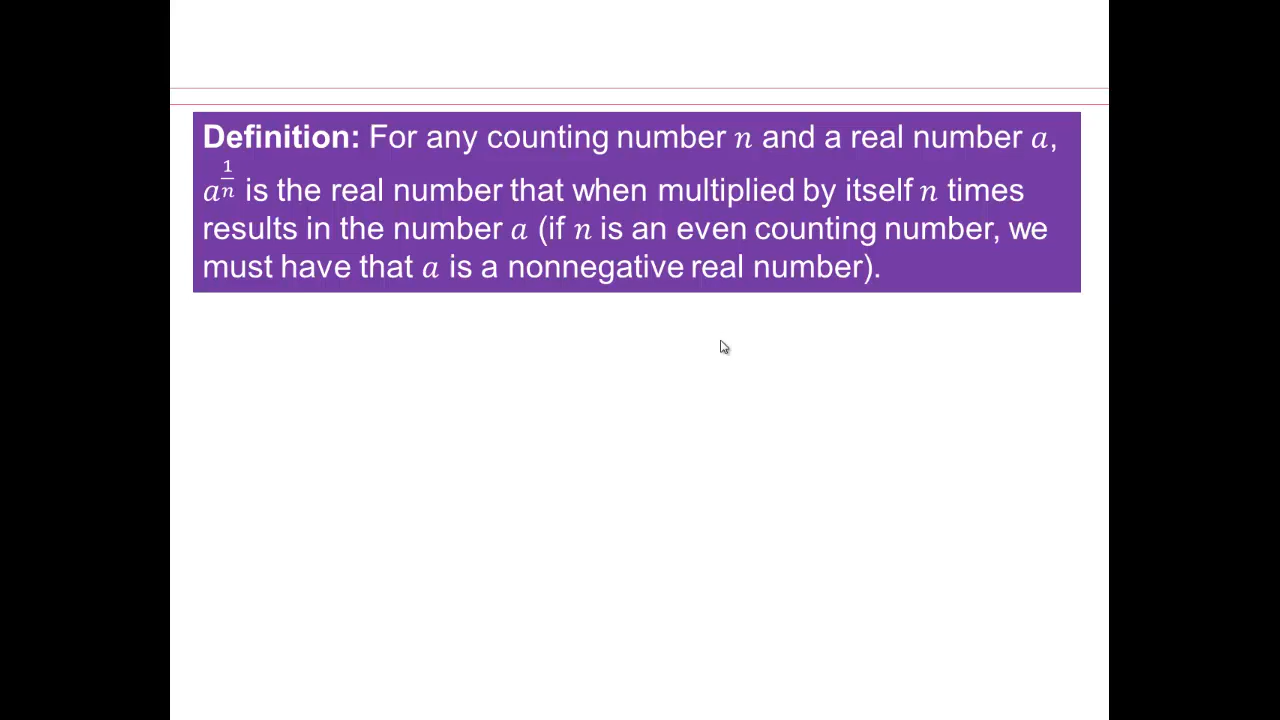 Definition: For any counting number 𝑛 and a real number 𝑎,
𝑎^(1/𝑛) is the real number that when multiplied by itself 𝑛 times
results in the number 𝑎 (if 𝑛 is an even counting number, we
must have that 𝑎 is a nonnegative real number).